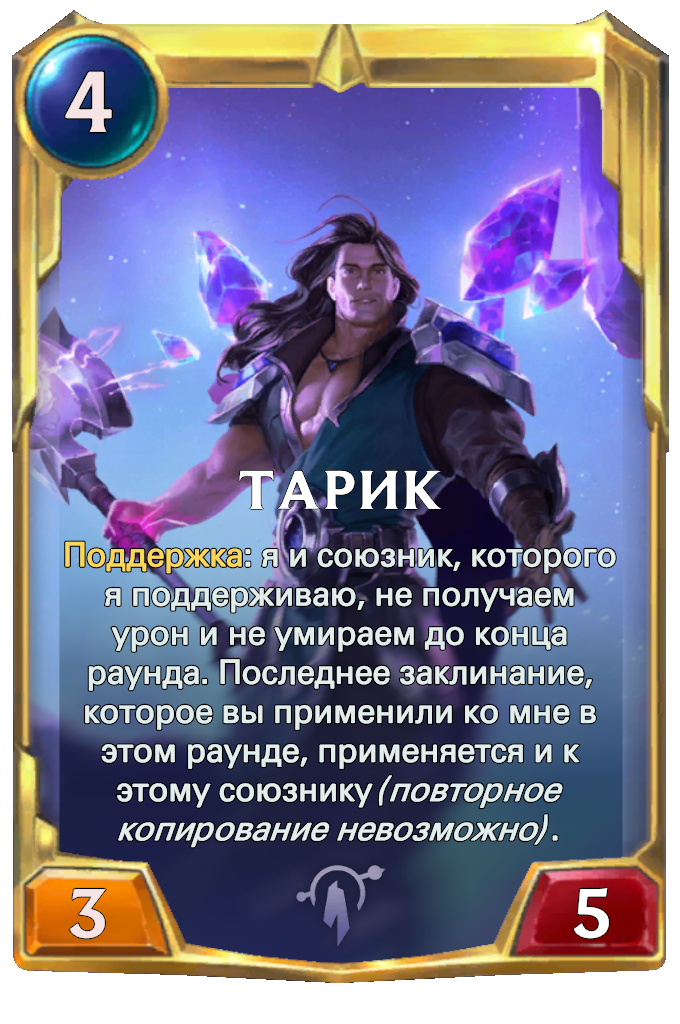 4
ТАРИК
Поддержка: я и союзник, которого
я поддерживаю, не получаем
урон и не умираем до конца
раунда. Последнее заклинание,
которое вы применили ко мне в
этом раунде, применяется и к
этому союзнику (повторное
копирование невозможно).
3
5